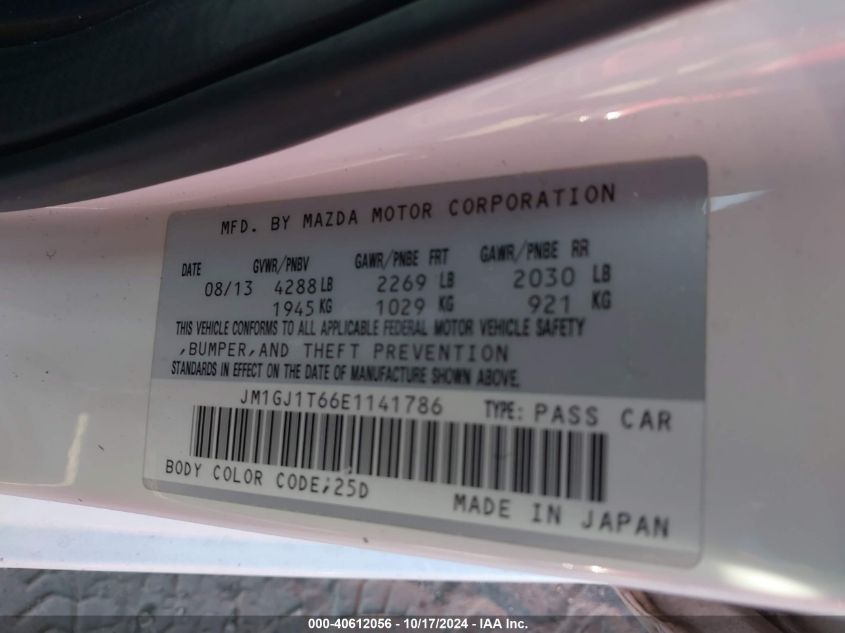 MFD. BY MAZDA MOTOR CORPORATION
DATE GVWR/PNBV GAWR/PNBE FRT GAWR/PNBE RR
08/13 4288 LB 2269 LB 2030 LB
1945 KG 1029 KG 921 KG
THIS VEHICLE CONFORMS TO ALL APPLICABLE FEDERAL MOTOR VEHICLE SAFETY
,BUMPER,AND THEFT PREVENTION
STANDARDS IN EFFECT ON THE DATE OF MANUFACTURE SHOWN ABOVE.
JM1GJ1T66E1141786 TYPE: PASS CAR
BODY COLOR CODE;25D
MADE IN JAPAN
000-40612056 - 10/17/2024 - IAA Inc.